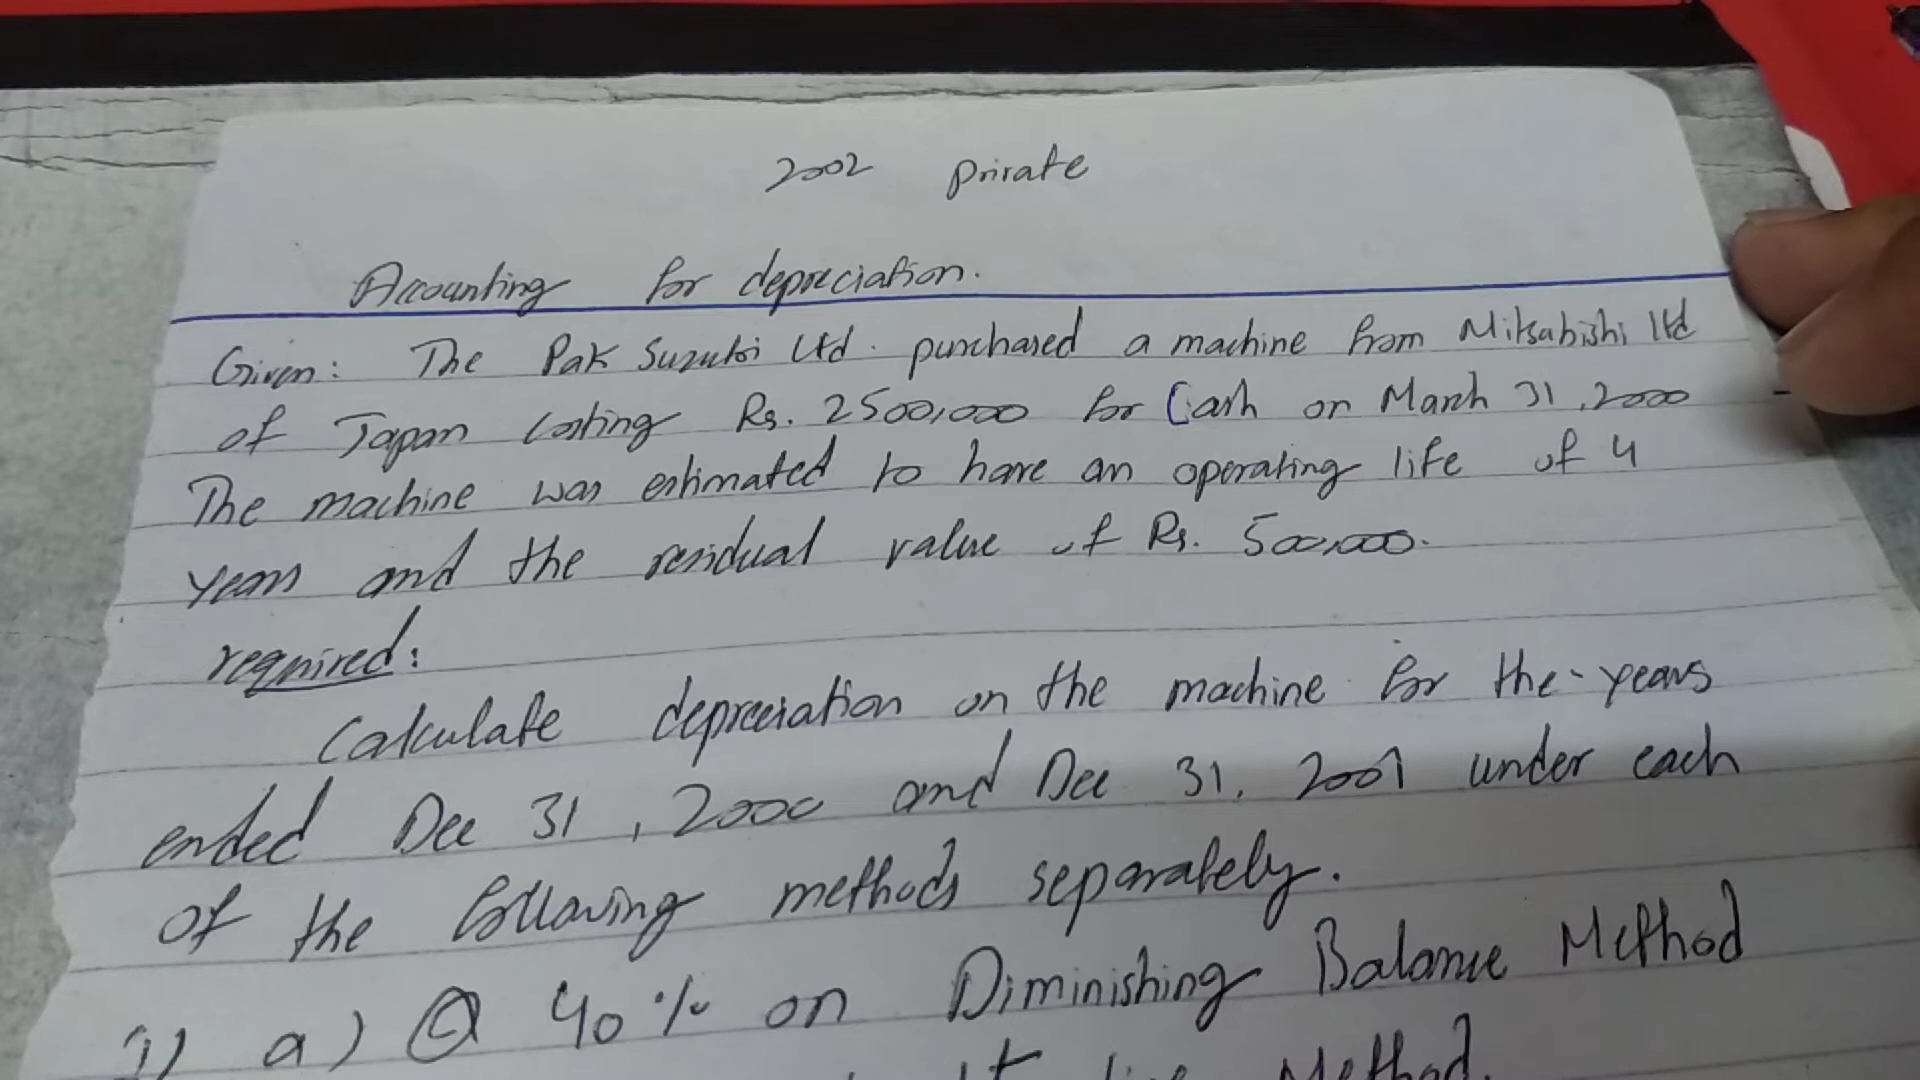 2002 private
Accounting for depreciation.
Given: The Pak Suzuki Ltd. purchased a machine from Mitsabishi ltd
of Japan costing Rs. 2500,000 for Cash on March 31, 2000
The machine was estimated to have an operating life of 4
years and the residual value of Rs. 500,000.
required:
Calculate depreciation on the machine for the years
ended Dec 31, 2000 and Dec 31, 2001 under each
of the following methods separately.
1) a) @ 40% on Diminishing Balance Method
Method.